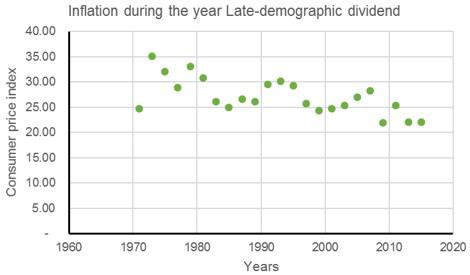 Inflation during the year Late-demographic dividend
40.00
35.00
30.00
25.00
20.00
15.00
10.00
5.00
-
Consumer price index
1960 1970 1980 1990 2000 2010 2020
Years